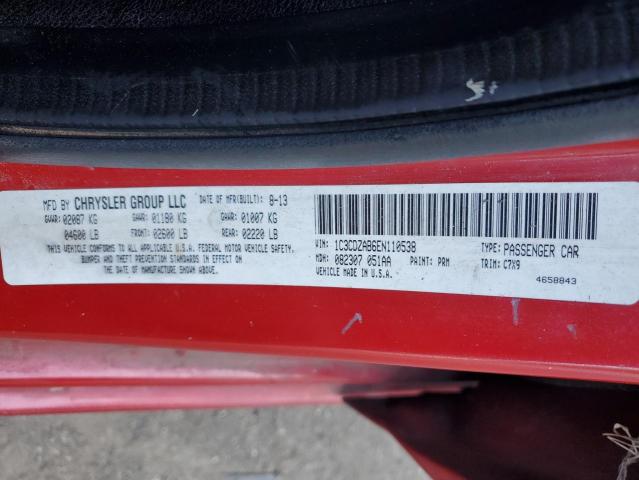 MFD BY CHRYSLER GROUP LLC DATE OF MFR(BUILT): 8-13
GVWR: 02087 KG GAWR: 01180 KG GAWR: 01007 KG
04600 LB FRONT: 02600 LB REAR: 02220 LB
THIS VEHICLE CONFORMS TO ALL APPLICABLE U.S.A. FEDERAL MOTOR VEHICLE SAFETY,
BUMPER AND THEFT PREVENTION STANDARDS IN EFFECT ON
THE DATE OF MANUFACTURE SHOWN ABOVE.
VIN: 1C3CDZAB6EN110538 TYPE: PASSENGER CAR
MDH: 082307 051AA PAINT: PRM TRIM: C7X9
VEHICLE MADE IN U.S.A.
4658843